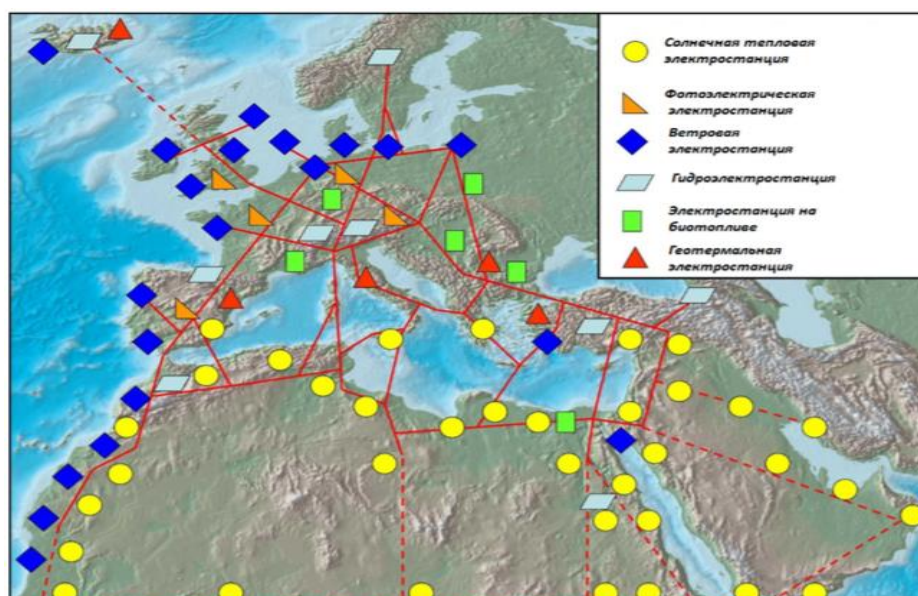 Солнечная тепловая
электростанция
Фотоэлектрическая
электростанция
Ветровая
электростанция
Гидроэлектростанция
Электростанция на
биотопливе
Геотермальная
электростанция